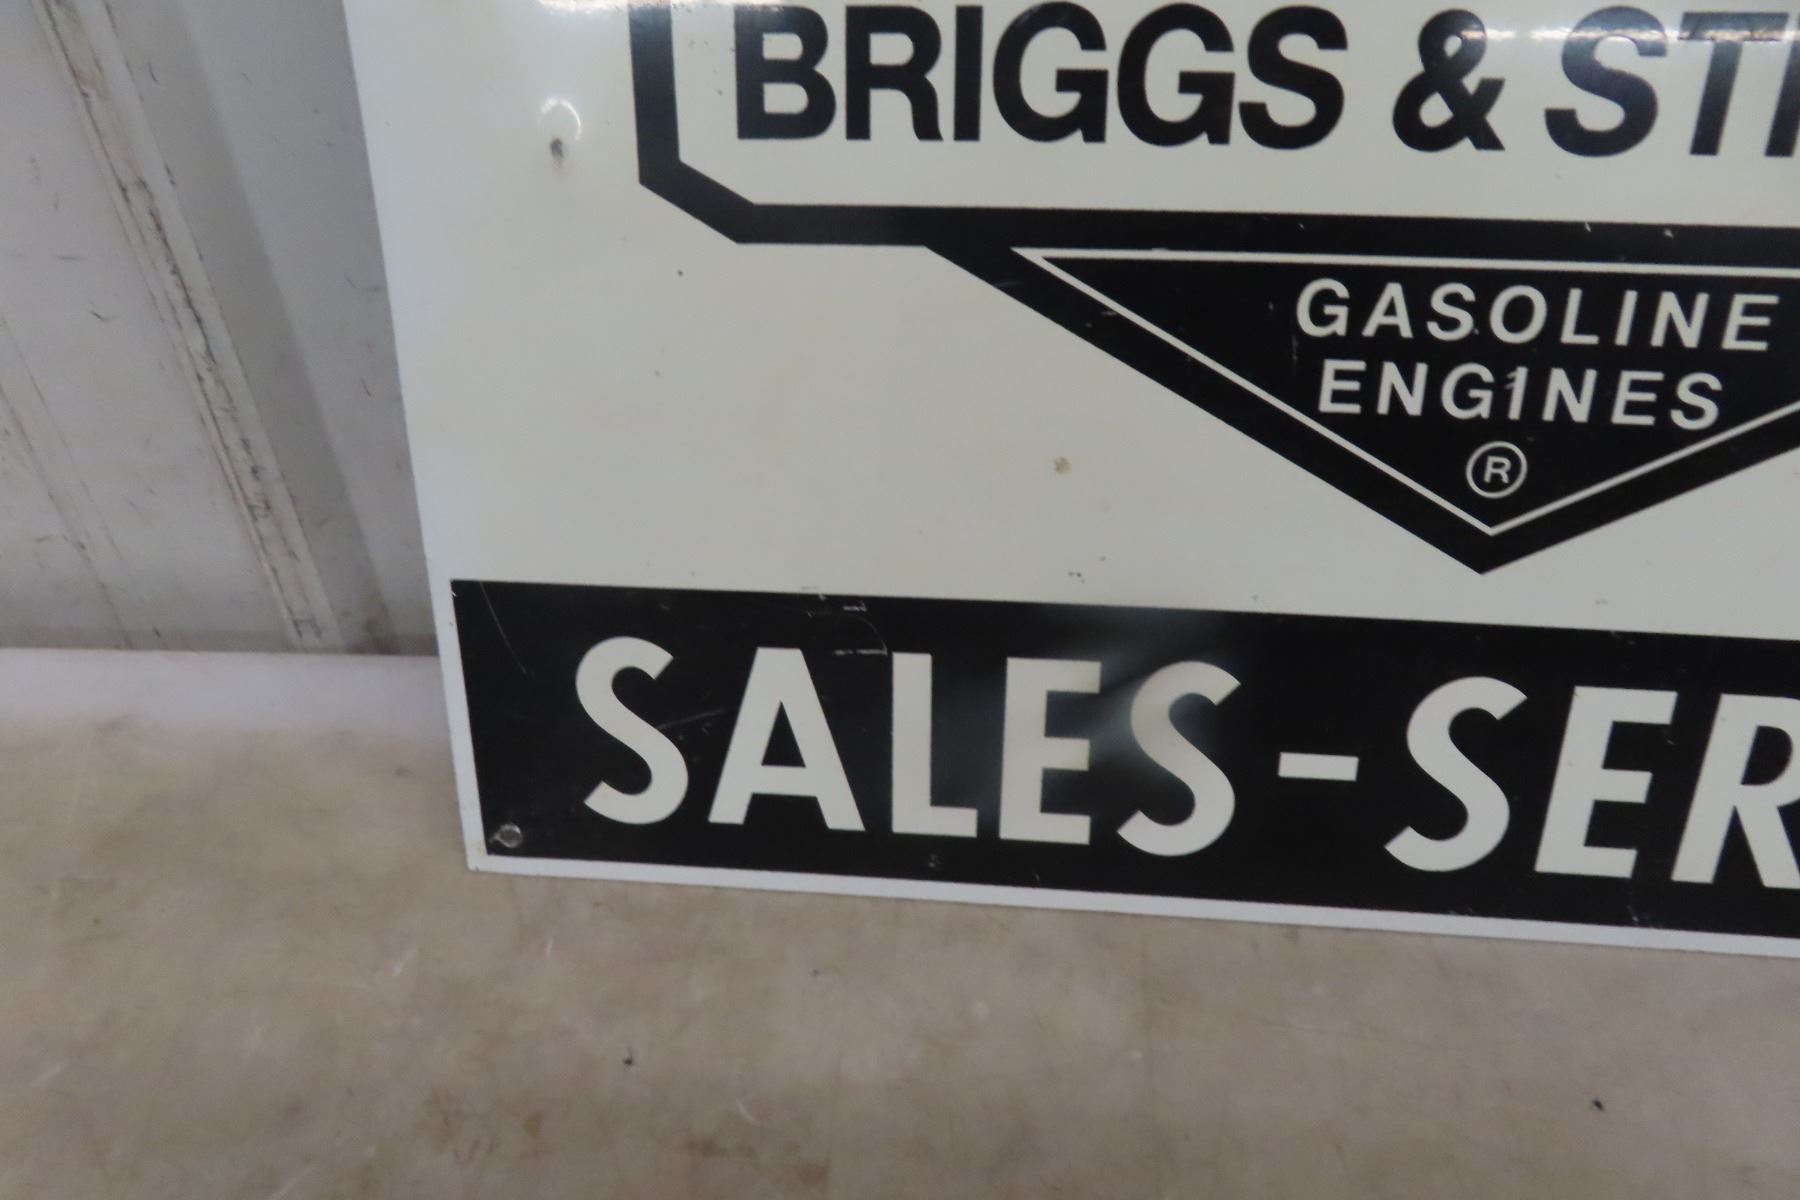 BRIGGS & ST
GASOLINE
ENGINES
®
SALES-SER